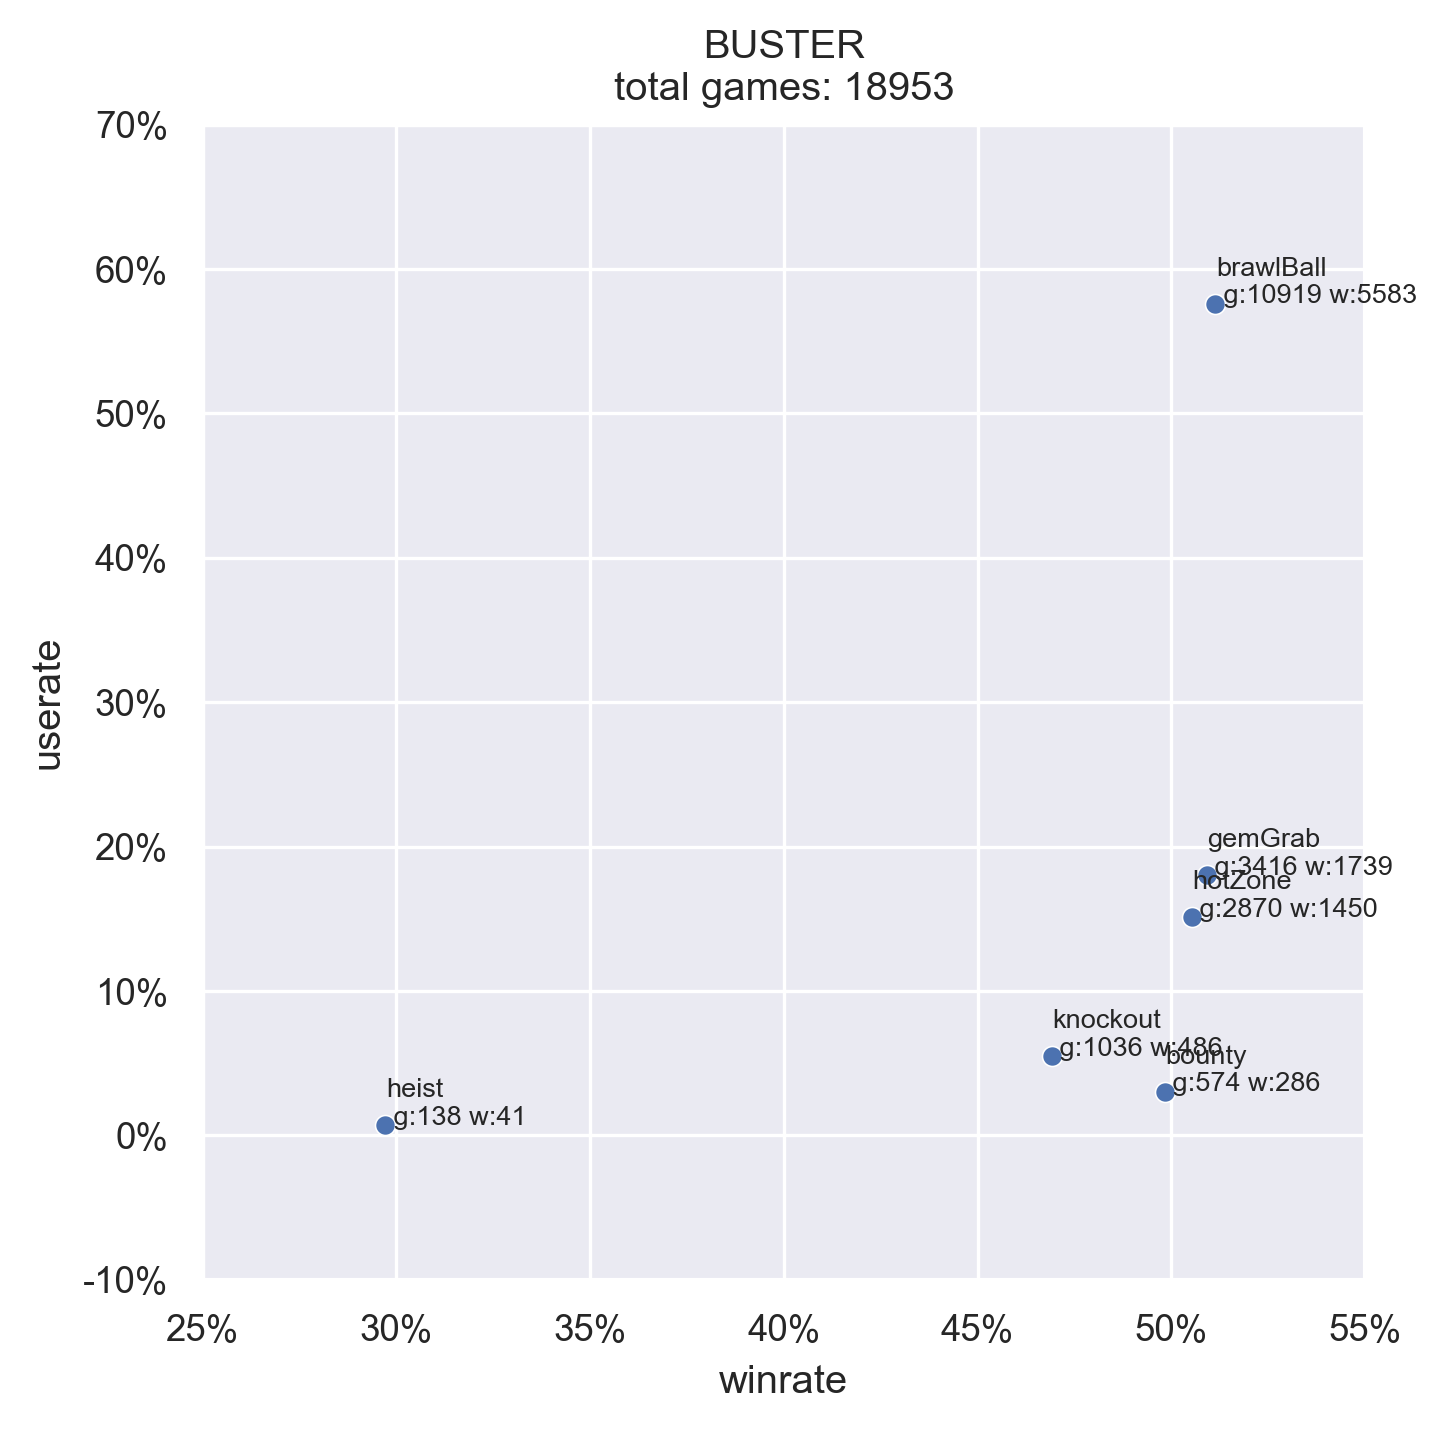 BUSTER
total games: 18953
70%
60%
50%
40%
30%
20%
10%
0%
-10%
userate
brawlBall
g:10919 w:5583
gemGrab
g:3416 w:1739
hotZone
g:2870 w:1450
knockout
g:1036 w:486
bounty
g:574 w:286
heist
g:138 w:41
25% 30% 35% 40% 45% 50% 55%
winrate